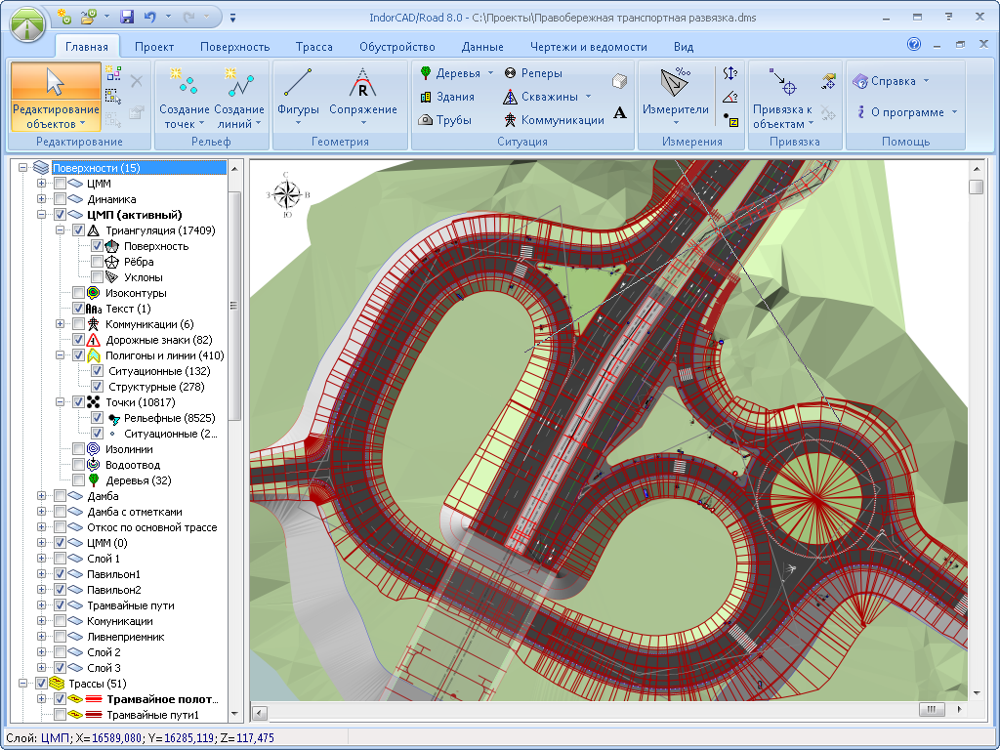 IndorCAD/Road 8.0 - C:\Проекты\Правобережная транспортная развязка.dms
Главная Проект Поверхность Трасса Обустройство Данные Чертежи и ведомости Вид
Редактирование объектов
Редактирование
Создание точек
Создание линий
Рельеф
Фигуры
Сопряжение
Геометрия
Деревья
Здания
Трубы
Реперы
Скважины
Коммуникации
A
Ситуация
Измерители
Измерения
Привязка к объектам
Привязка
Справка
О программе
Помощь
Поверхности (15)
ЦММ
Динамика
ЦМП (активный)
Триангуляция (17409)
Поверхность
Рёбра
Уклоны
Изоконтуры
Текст (1)
Коммуникации (6)
Дорожные знаки (82)
Полигоны и линии (410)
Ситуационные (132)
Структурные (278)
Точки (10817)
Рельефные (8525)
Ситуационные (2...
Изолинии
Водоотвод
Деревья (32)
Дамба
Дамба с отметками
Откос по основной трассе
ЦММ (0)
Слой 1
Павильон1
Павильон2
Трамвайные пути
Комуникации
Ливнеприемник
Слой 2
Слой 3
Трассы (51)
Трамвайное полот...
Трамвайные пути1
С
З В
Ю
Слой: ЦМП; X=16589,080; Y=16285,119; Z=117,475